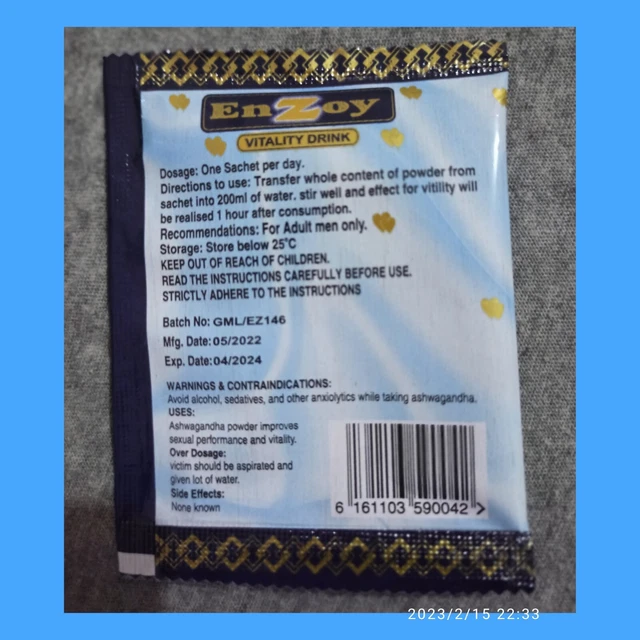 EnZoy
VITALITY DRINK
Dosage: One Sachet per day.
Directions to use: Transfer whole content of powder from
sachet into 200ml of water. stir well and effect for vitility will
be realised 1 hour after consumption.
Recommendations: For Adult men only.
Storage: Store below 25°C
KEEP OUT OF REACH OF CHILDREN.
READ THE INSTRUCTIONS CAREFULLY BEFORE USE.
STRICTLY ADHERE TO THE INSTRUCTIONS
Batch No: GML/EZ146
Mfg. Date: 05/2022
Exp. Date: 04/2024
WARNINGS & CONTRAINDICATIONS:
Avoid alcohol, sedatives, and other anxiolytics while taking ashwagandha.
USES:
Ashwagandha powder improves
sexual performance and vitality.
Over Dosage:
victim should be aspirated and
given lot of water.
Side Effects:
None known
6 161103 590042 >
2023/2/15 22:33